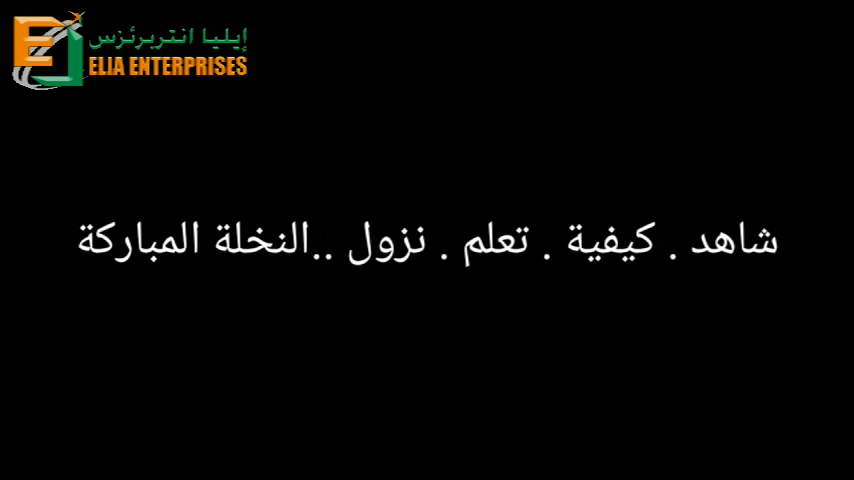 إيليا انتربرئزس
ELIA ENTERPRISES
شاهد . كيفية . تعلم . نزول ..النخلة المباركة